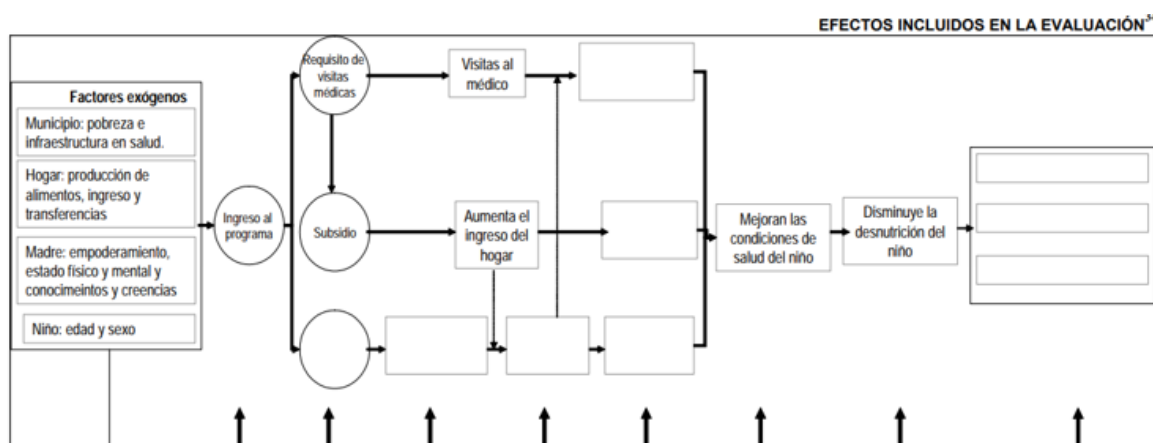 EFECTOS INCLUIDOS EN LA EVALUACIÓN
Factores exógenos
Municipio: pobreza e
infraestructura en salud.
Hogar: producción de
alimentos, ingreso y
transferencias
Madre: empoderamiento,
estado físico y mental y
conocimeintos y creencias
Niño: edad y sexo
Ingreso al
programa
Requisito de
visitas
médicas
Subsidio
Visitas al
médico
Aumenta el
ingreso del
hogar
Mejoran las
condiciones de
salud del niño
Disminuye la
desnutrición del
niño